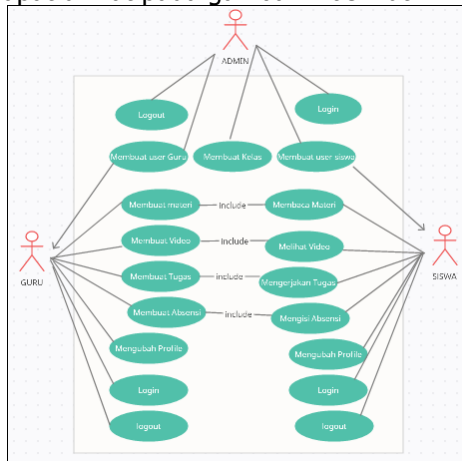 ADMIN
Logout
Login
Membuat user Guru
Membuat Kelas
Membuat user siswa
Membuat materi
include
Membaca Materi
Membuat Video
include
Melihat Video
GURU
SISWA
Membuat Tugas
include
Mengerjakan Tugas
Membuat Absensi
include
Mengisi Absensi
Mengubah Profile
Mengubah Profile
Login
Login
logout
logout